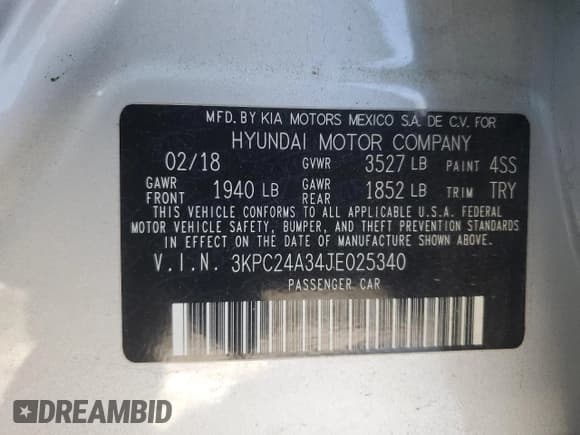 MFD. BY KIA MOTORS MEXICO S.A. DE C.V. FOR
HYUNDAI MOTOR COMPANY
02/18 GVWR 3527 LB PAINT 4SS
GAWR FRONT 1940 LB GAWR REAR 1852 LB TRIM TRY
THIS VEHICLE CONFORMS TO ALL APPLICABLE U.S.A. FEDERAL
MOTOR VEHICLE SAFETY, BUMPER, AND THEFT PREVENTION STANDARDS
IN EFFECT ON THE DATE OF MANUFACTURE SHOWN ABOVE.
V.I.N. 3KPC24A34JE025340
PASSENGER CAR
DREAMBID